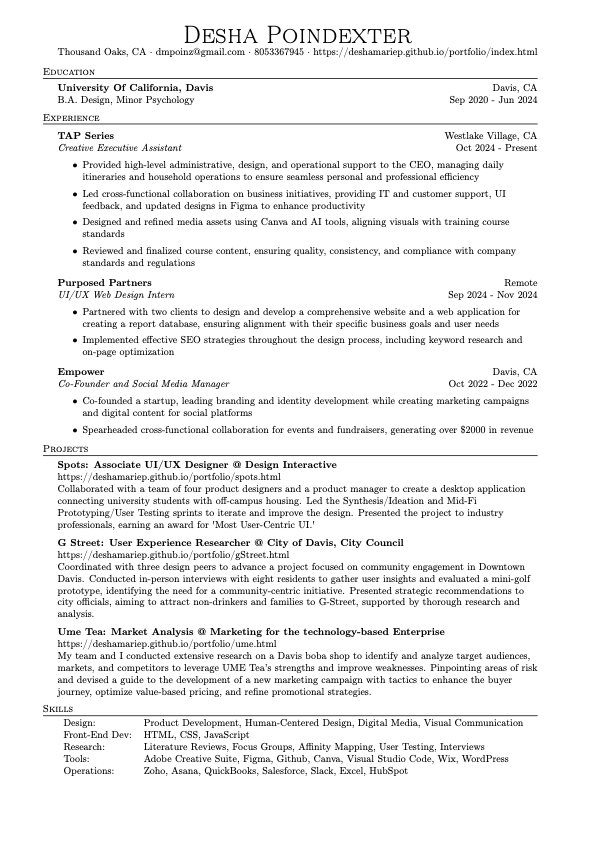 Desha Poindexter
Thousand Oaks, CA · dmpoinz@gmail.com · 8053367945 · https://deshamariep.github.io/portfolio/index.html
Education
University Of California, Davis Davis, CA
B.A. Design, Minor Psychology Sep 2020 - Jun 2024
Experience
TAP Series Westlake Village, CA
Creative Executive Assistant Oct 2024 - Present
• Provided high-level administrative, design, and operational support to the CEO, managing daily
itineraries and household operations to ensure seamless personal and professional efficiency
• Led cross-functional collaboration on business initiatives, providing IT and customer support, UI
feedback, and updated designs in Figma to enhance productivity
• Designed and refined media assets using Canva and AI tools, aligning visuals with training course
standards
• Reviewed and finalized course content, ensuring quality, consistency, and compliance with company
standards and regulations
Purposed Partners Remote
UI/UX Web Design Intern Sep 2024 - Nov 2024
• Partnered with two clients to design and develop a comprehensive website and a web application for
creating a report database, ensuring alignment with their specific business goals and user needs
• Implemented effective SEO strategies throughout the design process, including keyword research and
on-page optimization
Empower Davis, CA
Co-Founder and Social Media Manager Oct 2022 - Dec 2022
• Co-founded a startup, leading branding and identity development while creating marketing campaigns
and digital content for social platforms
• Spearheaded cross-functional collaboration for events and fundraisers, generating over $2000 in revenue
Projects
Spots: Associate UI/UX Designer @ Design Interactive
https://deshamariep.github.io/portfolio/spots.html
Collaborated with a team of four product designers and a product manager to create a desktop application
connecting university students with off-campus housing. Led the Synthesis/Ideation and Mid-Fi
Prototyping/User Testing sprints to iterate and improve the design. Presented the project to industry
professionals, earning an award for 'Most User-Centric UI.'
G Street: User Experience Researcher @ City of Davis, City Council
https://deshamariep.github.io/portfolio/gStreet.html
Coordinated with three design peers to advance a project focused on community engagement in Downtown
Davis. Conducted in-person interviews with eight residents to gather user insights and evaluated a mini-golf
prototype, identifying the need for a community-centric initiative. Presented strategic recommendations to
city officials, aiming to attract non-drinkers and families to G-Street, supported by thorough research and
analysis.
Ume Tea: Market Analysis @ Marketing for the technology-based Enterprise
https://deshamariep.github.io/portfolio/ume.html
My team and I conducted extensive research on a Davis boba shop to identify and analyze target audiences,
markets, and competitors to leverage UME Tea's strengths and improve weaknesses. Pinpointing areas of risk
and devised a guide to the development of a new marketing campaign with tactics to enhance the buyer
journey, optimize value-based pricing, and refine promotional strategies.
Skills
Design: Product Development, Human-Centered Design, Digital Media, Visual Communication
Front-End Dev: HTML, CSS, JavaScript
Research: Literature Reviews, Focus Groups, Affinity Mapping, User Testing, Interviews
Tools: Adobe Creative Suite, Figma, Github, Canva, Visual Studio Code, Wix, WordPress
Operations: Zoho, Asana, QuickBooks, Salesforce, Slack, Excel, HubSpot